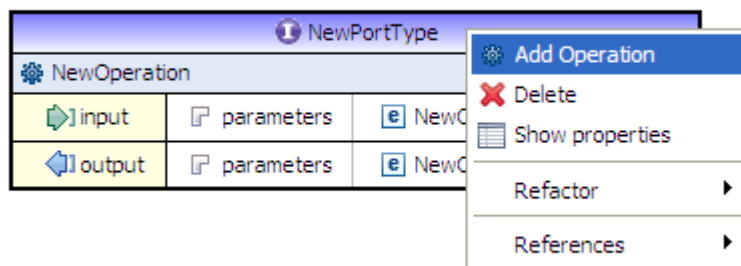 NewPortType
Add Operation
NewOperation
Delete
input parameters e
Show properties
output parameters e
Refactor
References